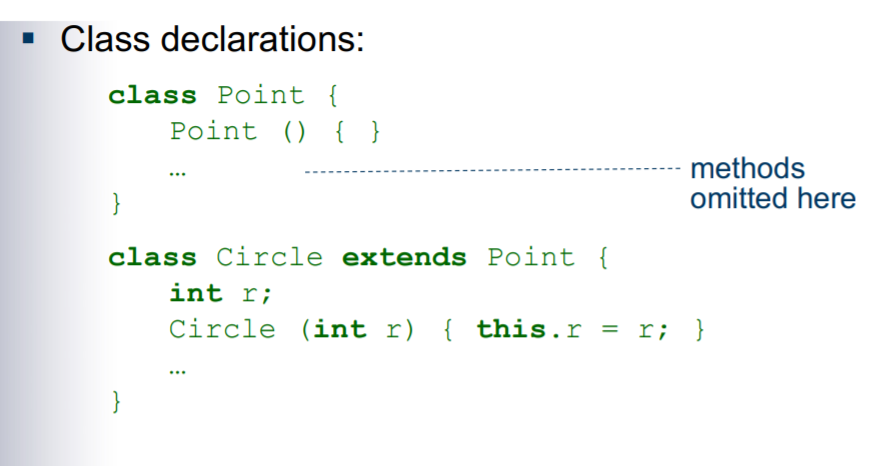 ▪ Class declarations:
class Point {
Point () { }
… methods
omitted here
}
class Circle extends Point {
int r;
Circle (int r) { this.r = r; }
…
}